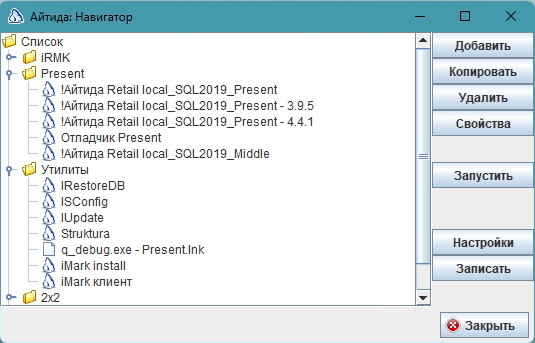 Айтида: Навигатор
Список
iRMK
Present
!Айтида Retail local_SQL2019_Present
!Айтида Retail local_SQL2019_Present - 3.9.5
!Айтида Retail local_SQL2019_Present - 4.4.1
Отладчик Present
!Айтида Retail local_SQL2019_Middle
Утилиты
IRestoreDB
ISConfig
IUpdate
Struktura
q_debug.exe - Present.lnk
iMark install
iMark клиент
2x2
Добавить
Копировать
Удалить
Свойства
Запустить
Настройки
Записать
Закрыть